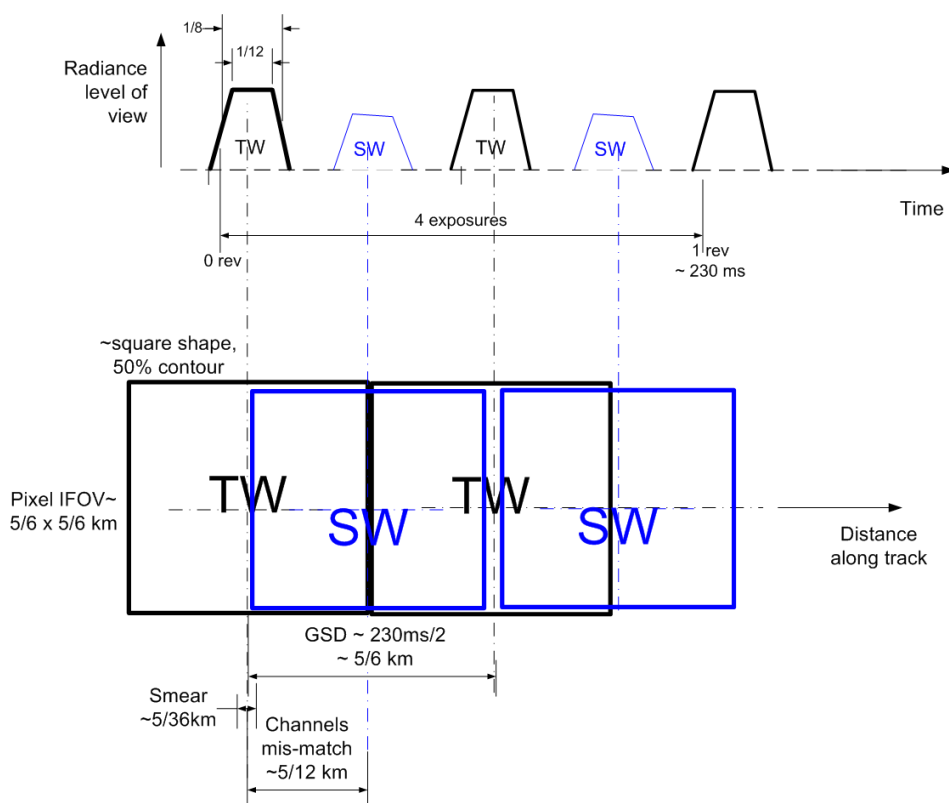 1/8
1/12
Radiance
level of
view
TW
SW
TW
SW
Time
4 exposures
0 rev
1 rev
~ 230 ms
~square shape,
50% contour
TW
TW
Pixel IFOV~
5/6 x 5/6 km
SW
SW
Distance
along track
GSD ~ 230ms/2
~ 5/6 km
Smear
~5/36km
Channels
mis-match
~5/12 km